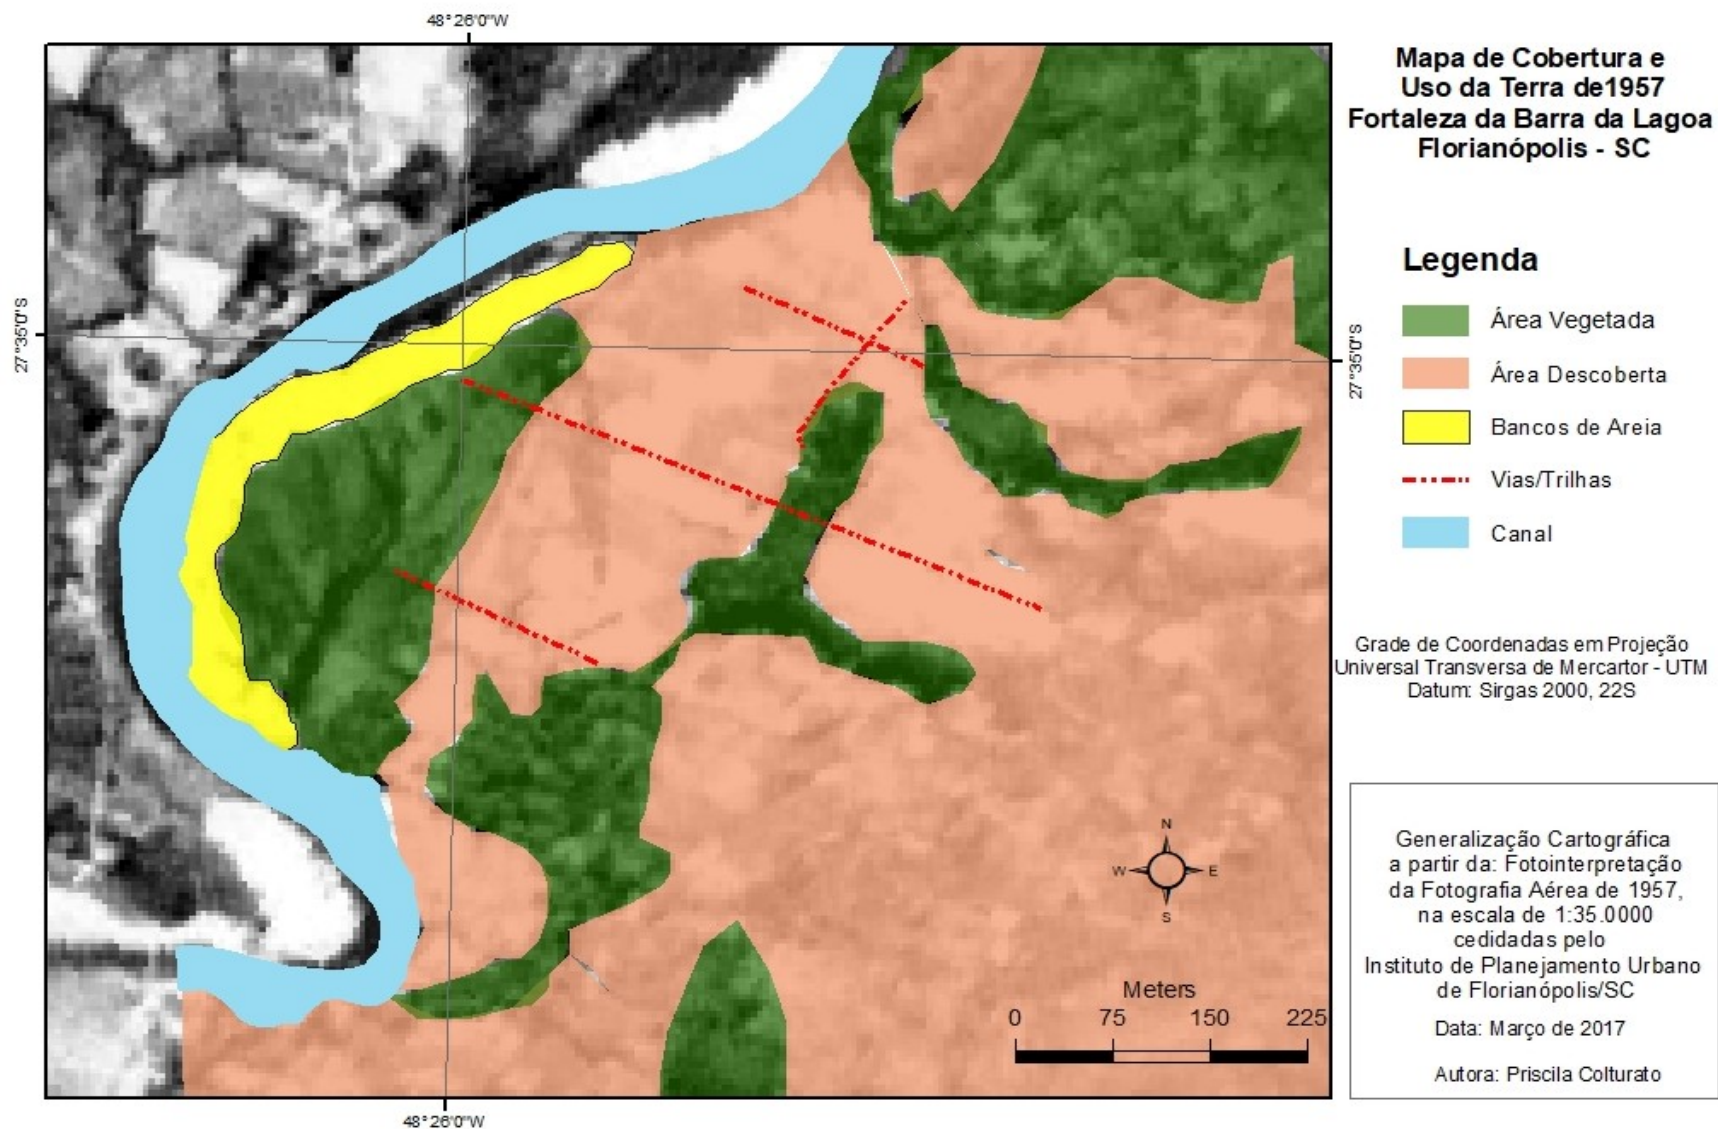 48°26'0"W
Mapa de Cobertura e
Uso da Terra de1957
Fortaleza da Barra da Lagoa
Florianópolis - SC
27°35'0"S
27°35'0"S
Legenda
Área Vegetada
Área Descoberta
Bancos de Areia
Vias/Trilhas
Canal
Grade de Coordenadas em Projeção
Universal Transversa de Mercartor - UTM
Datum: Sirgas 2000, 22S
N
W E
S
Meters
0 75 150 225
Generalização Cartográfica
a partir da: Fotointerpretação
da Fotografia Aérea de 1957,
na escala de 1:35.0000
cedidadas pelo
Instituto de Planejamento Urbano
de Florianópolis/SC
Data: Março de 2017
Autora: Priscila Colturato
48°26'0"W